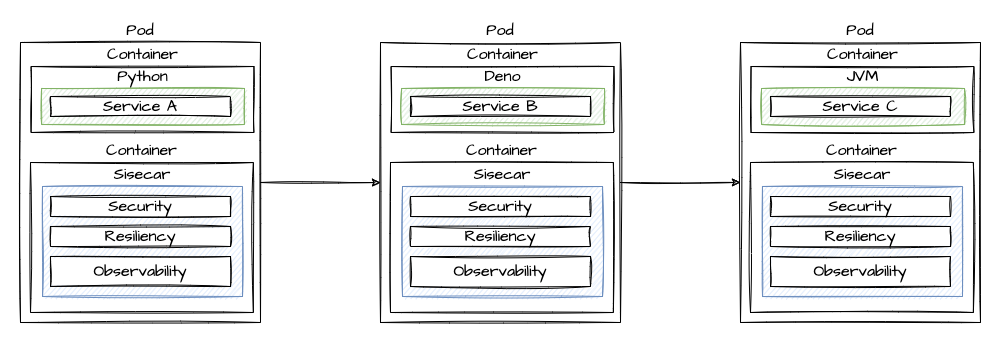 Pod
Container
Python
Service A
Container
Sisecar
Security
Resiliency
Observability
Pod
Container
Deno
Service B
Container
Sisecar
Security
Resiliency
Observability
Pod
Container
JVM
Service C
Container
Sisecar
Security
Resiliency
Observability